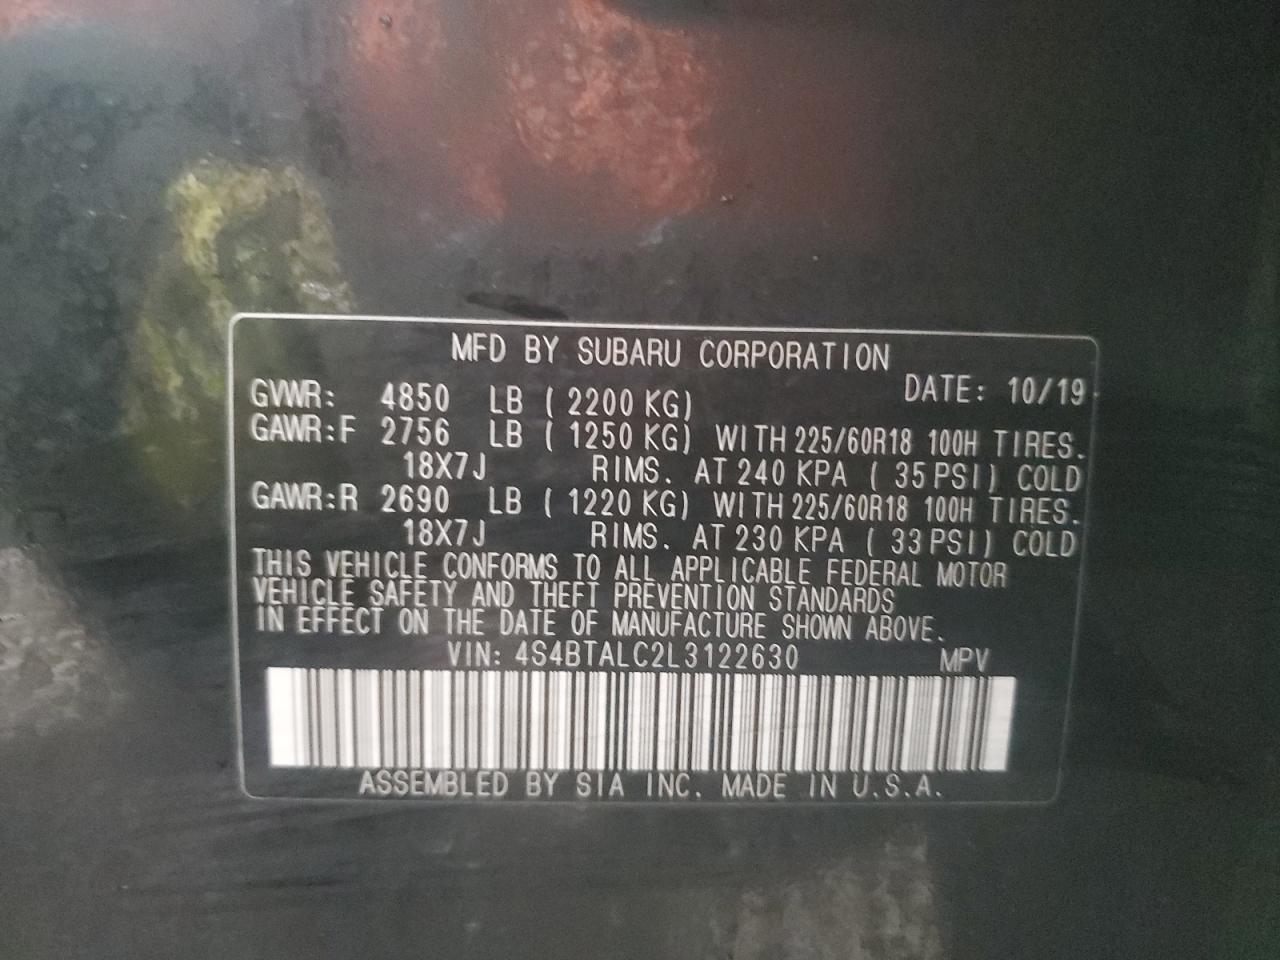 MFD BY SUBARU CORPORATION
DATE: 10/19
GVWR: 4850 LB ( 2200 KG)
GAWR:F 2756 LB ( 1250 KG) WITH 225/60R18 100H TIRES.
18X7J RIMS. AT 240 KPA ( 35 PSI) COLD
GAWR:R 2690 LB ( 1220 KG) WITH 225/60R18 100H TIRES.
18X7J RIMS. AT 230 KPA ( 33 PSI) COLD
THIS VEHICLE CONFORMS TO ALL APPLICABLE FEDERAL MOTOR
VEHICLE SAFETY AND THEFT PREVENTION STANDARDS
IN EFFECT ON THE DATE OF MANUFACTURE SHOWN ABOVE.
VIN: 4S4BTALC2L3122630 MPV
ASSEMBLED BY SIA INC. MADE IN U.S.A.